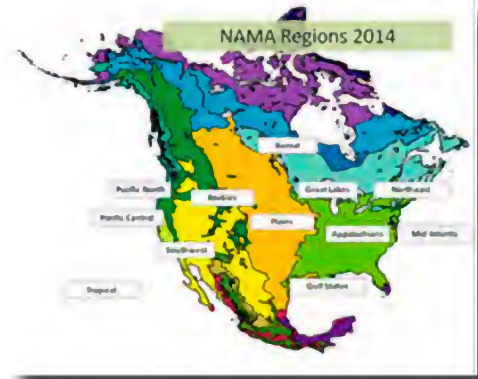 NAMA Regions 2014
Boreal
Pacific North
Rockies
Great Lakes
Northeast
Pacific Central
Plains
Appalachians
Mid Atlantic
Southwest
Tropical
Gulf States